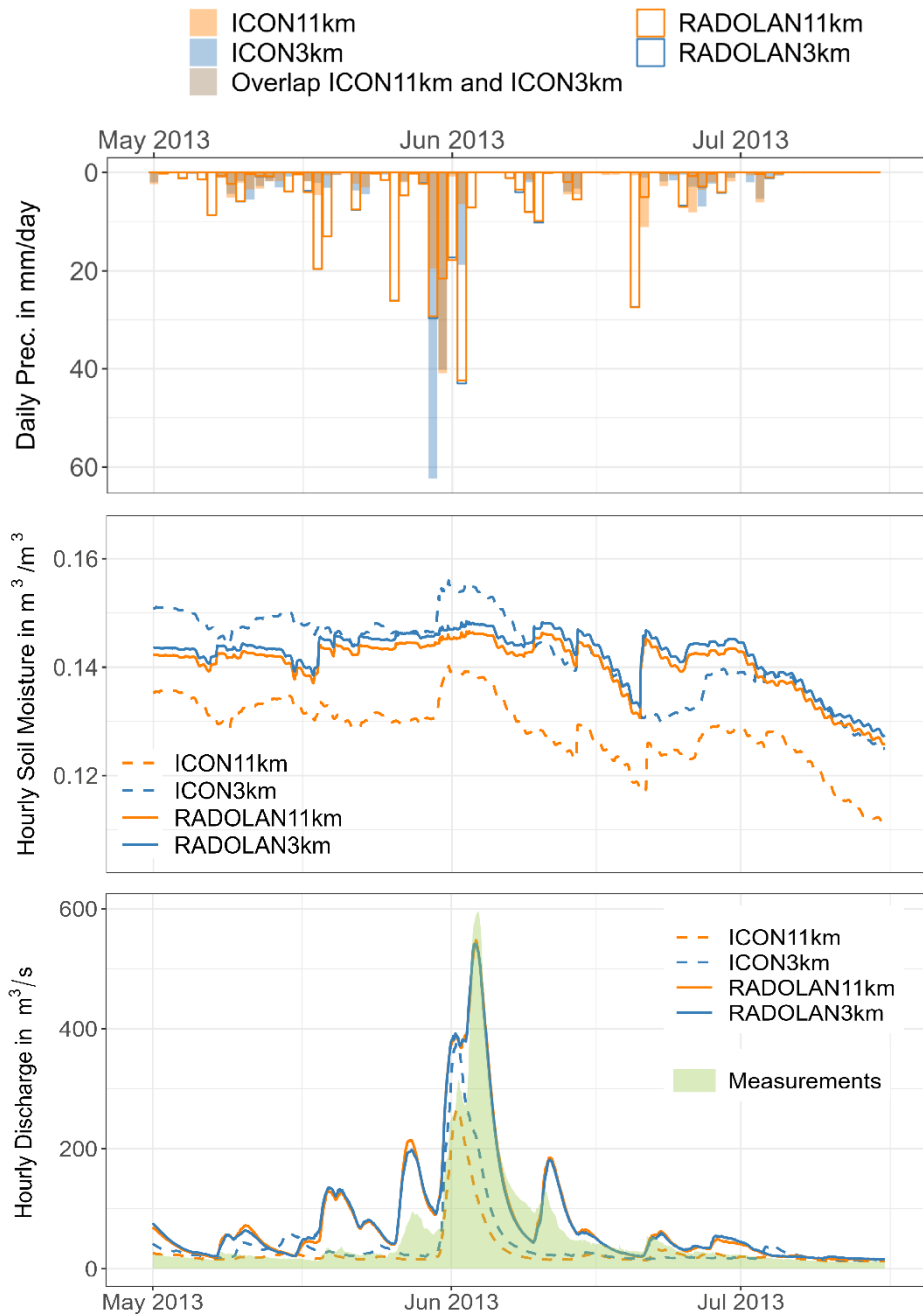 ICON11km
RADOLAN11km
ICON3km
RADOLAN3km
Overlap ICON11km and ICON3km
May 2013
Jun 2013
Jul 2013
Daily Prec. in mm/day
0
20
40
60
Hourly Soil Moisture in m³/m³
0.16
0.14
0.12
ICON11km
ICON3km
RADOLAN11km
RADOLAN3km
Hourly Discharge in m³/s
600
400
200
0
ICON11km
ICON3km
RADOLAN11km
RADOLAN3km
Measurements
May 2013
Jun 2013
Jul 2013